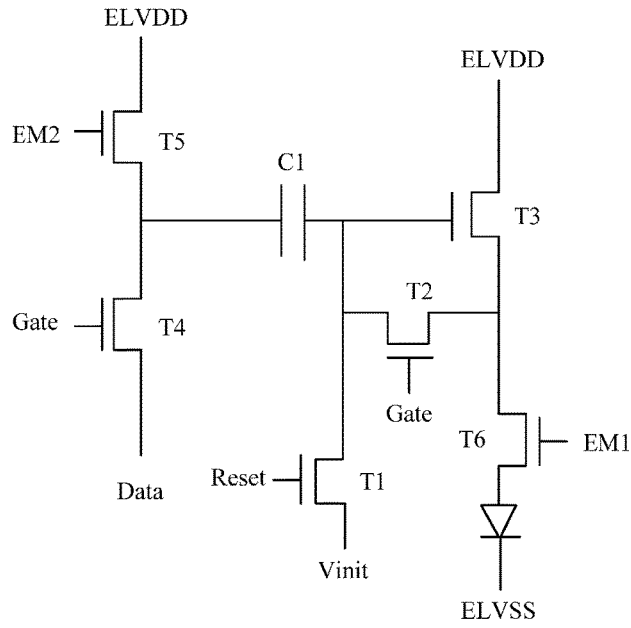 ELVDD
ELVDD
EM2
T5
C1
T3
T2
Gate
T4
Gate
T6
EM1
Reset
T1
Data
Vinit
ELVSS